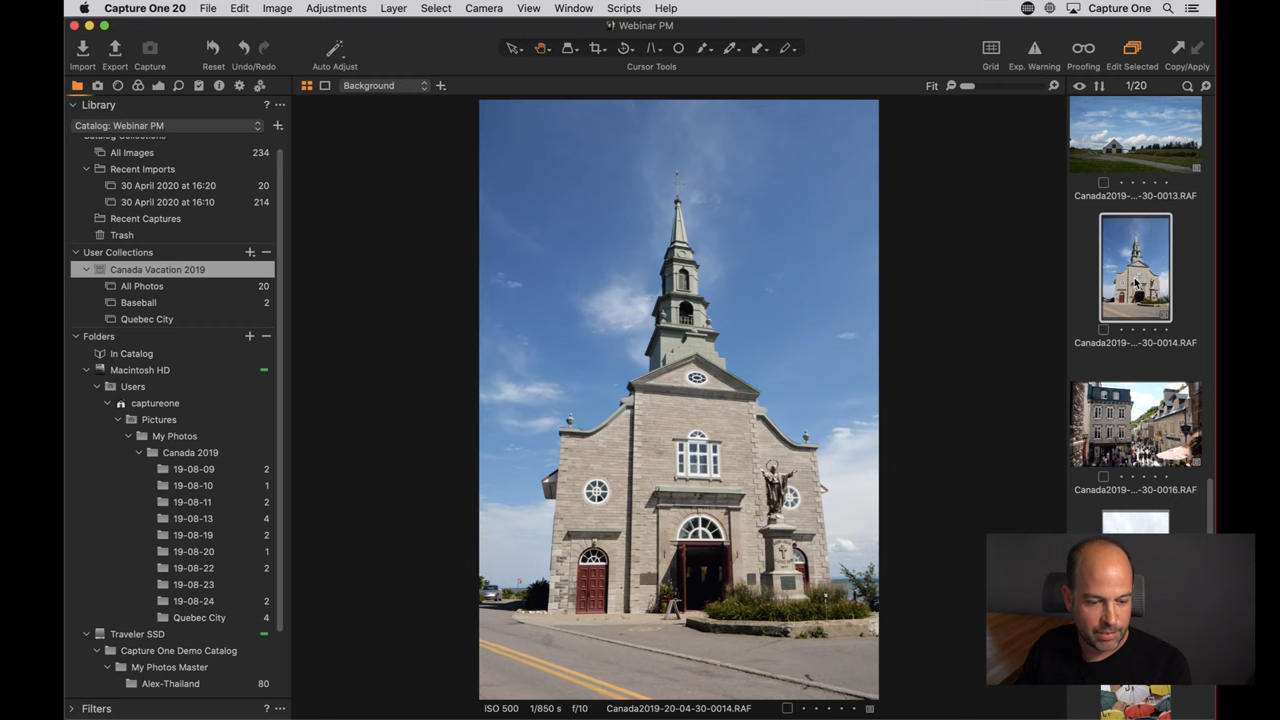 Capture One 20 File Edit Image Adjustments Layer Select Camera View Window Scripts Help Capture One
Webinar PM
Import Export Capture Reset Undo/Redo Auto Adjust Cursor Tools Grid Exp. Warning Proofing Edit Selected Copy/Apply
Background Fit 1/20
Library ?
Catalog: Webinar PM
Catalog Collections
All Images 234
Recent Imports
30 April 2020 at 16:20 20
30 April 2020 at 16:10 214
Recent Captures
Trash
User Collections
Canada Vacation 2019
All Photos 20
Baseball 2
Quebec City
Folders
In Catalog
Macintosh HD
Users
captureone
Pictures
My Photos
Canada 2019
19-08-09 2
19-08-10 1
19-08-11 2
19-08-13 4
19-08-19 2
19-08-20 1
19-08-22 2
19-08-23
19-08-24 2
Quebec City 4
Traveler SSD
Capture One Demo Catalog
My Photos Master
Alex-Thailand 80
Filters ?
Canada2019-...-30-0013.RAF
Canada2019-...-30-0014.RAF
Canada2019-...-30-0016.RAF
ISO 500 1/850 s f/10 Canada2019-20-04-30-0014.RAF